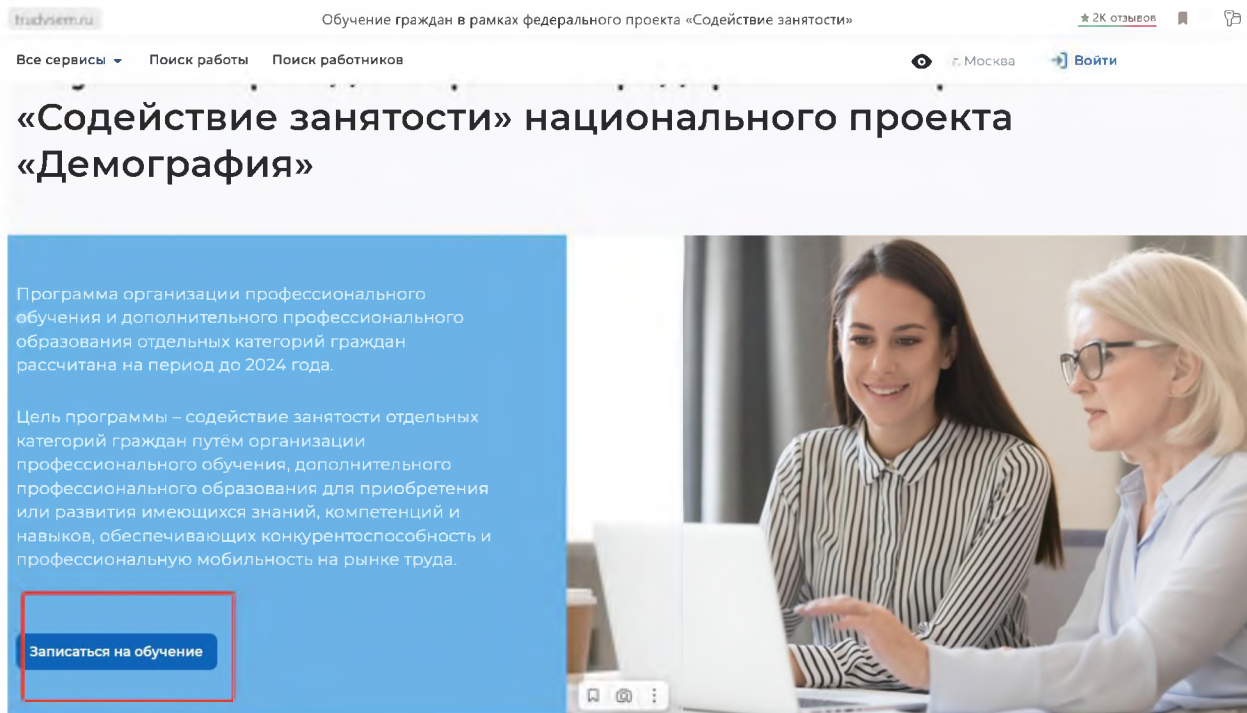 trudvsem.ru
Обучение граждан в рамках федерального проекта «Содействие занятости»
★ 2К отзывов
Все сервисы
Поиск работы
Поиск работников
г. Москва
Войти
«Содействие занятости» национального проекта
«Демография»
Программа организации профессионального
обучения и дополнительного профессионального
образования отдельных категорий граждан
рассчитана на период до 2024 года.
Цель программы – содействие занятости отдельных
категорий граждан путём организации
профессионального обучения, дополнительного
профессионального образования для приобретения
или развития имеющихся знаний, компетенций и
навыков, обеспечивающих конкурентоспособность и
профессиональную мобильность на рынке труда.
Записаться на обучение